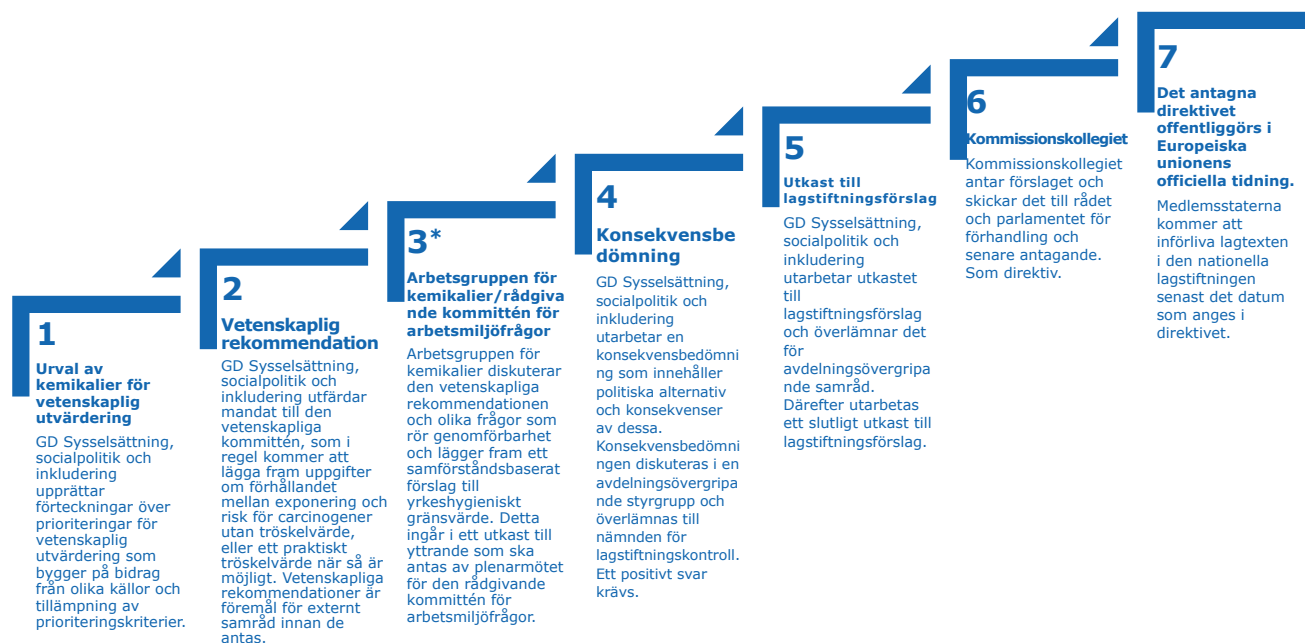 1
Urval av
kemikalier för
vetenskaplig
utvärdering
GD Sysselsättning,
socialpolitik och
inkludering
upprättar
förteckningar över
prioriteringar för
vetenskaplig
utvärdering som
bygger på bidrag
från olika källor och
tillämpning av
prioriteringskriterier.
2
Vetenskaplig
rekommendation
GD Sysselsättning,
socialpolitik och
inkludering utfärdar
mandat till den
vetenskapliga
kommittén, som i
regel kommer att
lägga fram uppgifter
om förhållandet
mellan exponering och
risk för carcinogener
utan tröskelvärde,
eller ett praktiskt
tröskelvärde när så är
möjligt. Vetenskapliga
rekommendationer är
föremål för externt
samråd innan de
antas.
3*
Arbetsgruppen för
kemikalier/rådgiva
nde kommittén för
arbetsmiljöfrågor
Arbetsgruppen för
kemikalier diskuterar
den vetenskapliga
rekommendationen
och olika frågor som
rör genomförbarhet
och lägger fram ett
samförståndsbaserat
förslag till
yrkeshygieniskt
gränsvärde. Detta
ingår i ett utkast till
yttrande som ska
antas av plenarmötet
för den rådgivande
kommittén för
arbetsmiljöfrågor.
4
Konsekvensbe
dömning
GD Sysselsättning,
socialpolitik och
inkludering
utarbetar en
konsekvensbedömni
ng som innehåller
politiska alternativ
och konsekvenser
av dessa.
Konsekvensbedömni
ngen diskuteras i en
avdelningsövergripa
nde styrgrupp och
överlämnas till
nämnden för
lagstiftningskontroll.
Ett positivt svar
krävs.
5
Utkast till
lagstiftningsförslag
GD Sysselsättning,
socialpolitik och
inkludering
utarbetar utkastet
till
lagstiftningsförslag
och överlämnar det
för
avdelningsövergripa
nde samråd.
Därefter utarbetas
ett slutligt utkast till
lagstiftningsförslag.
6
Kommissionskollegiet
Kommissionskollegiet
antar förslaget och
skickar det till rådet
och parlamentet för
förhandling och
senare antagande.
Som direktiv.
7
Det antagna
direktivet
offentliggörs i
Europeiska
unionens
officiella tidning.
Medlemsstaterna
kommer att
införliva lagtexten
i den nationella
lagstiftningen
senast det datum
som anges i
direktivet.